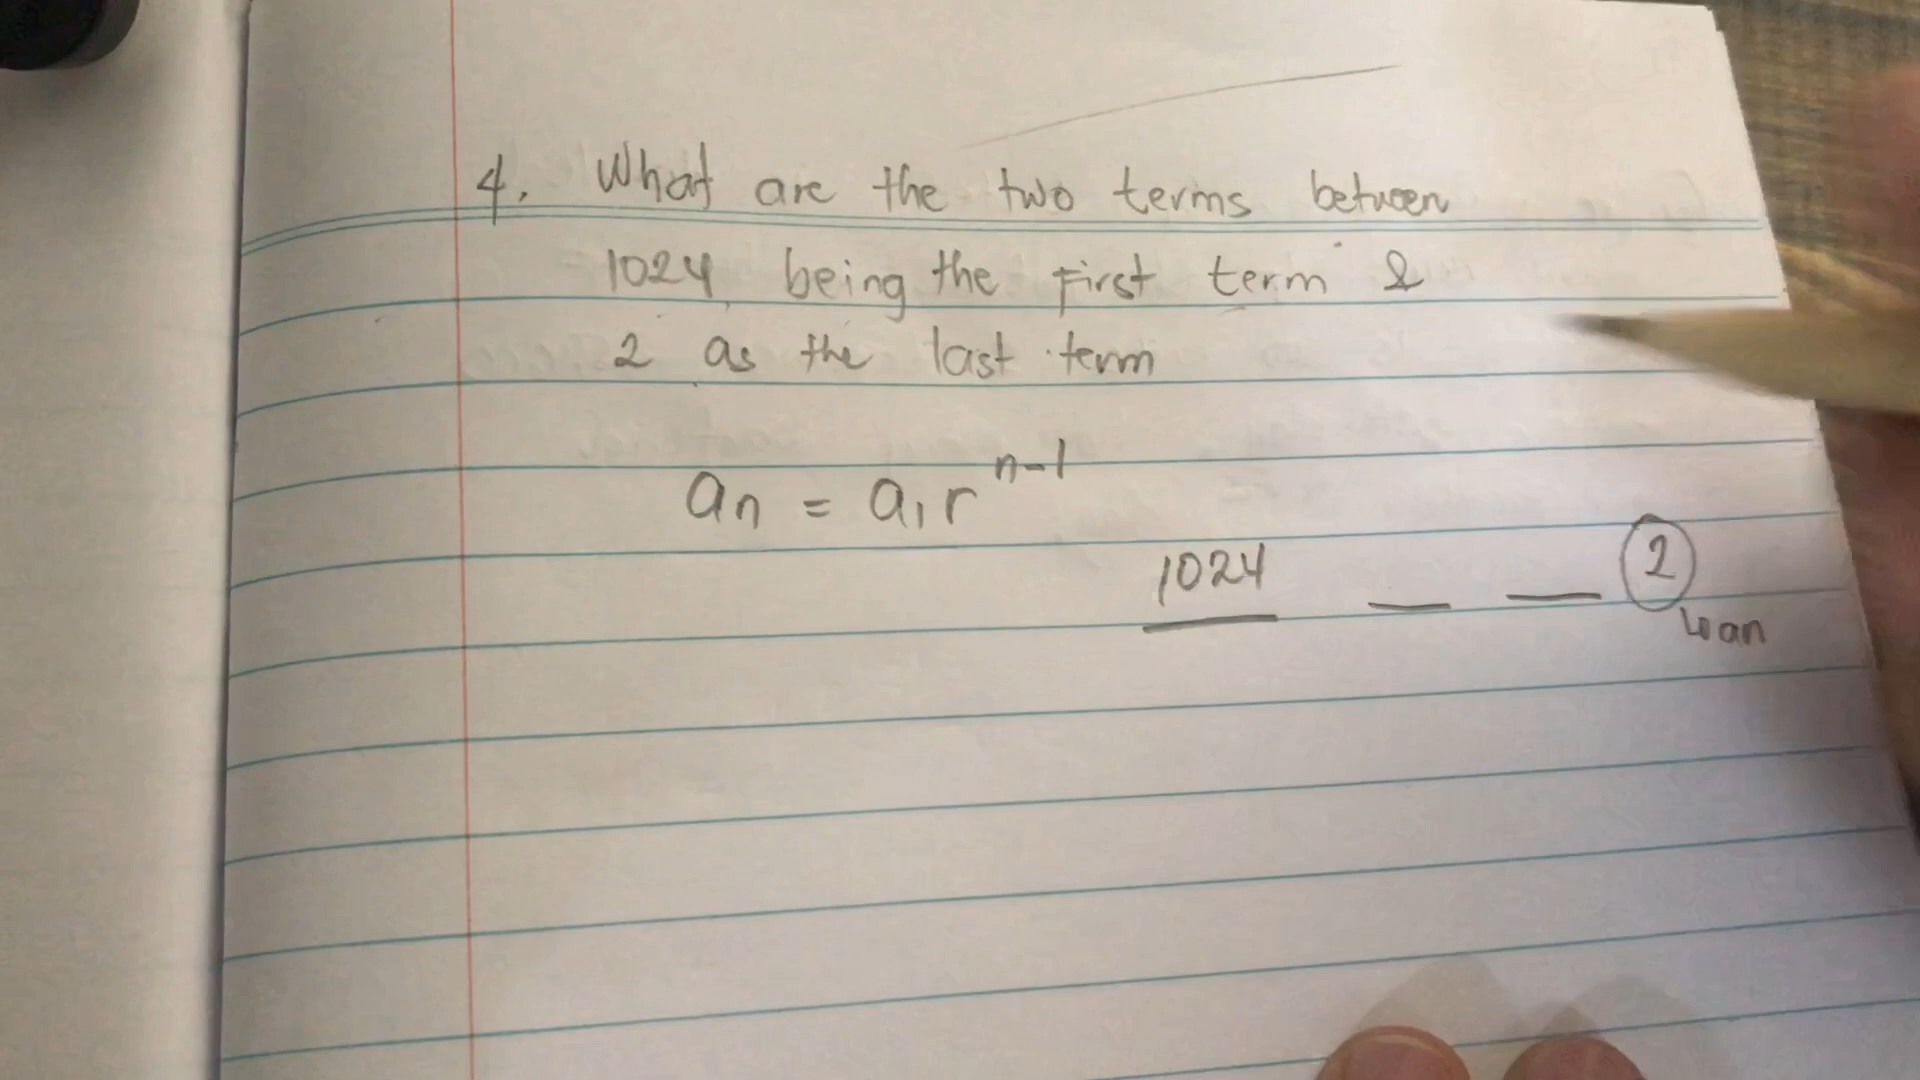 4. What are the two terms between
1024 being the first term &
2 as the last term
an = a1r^n-1
1024 __ __ 2